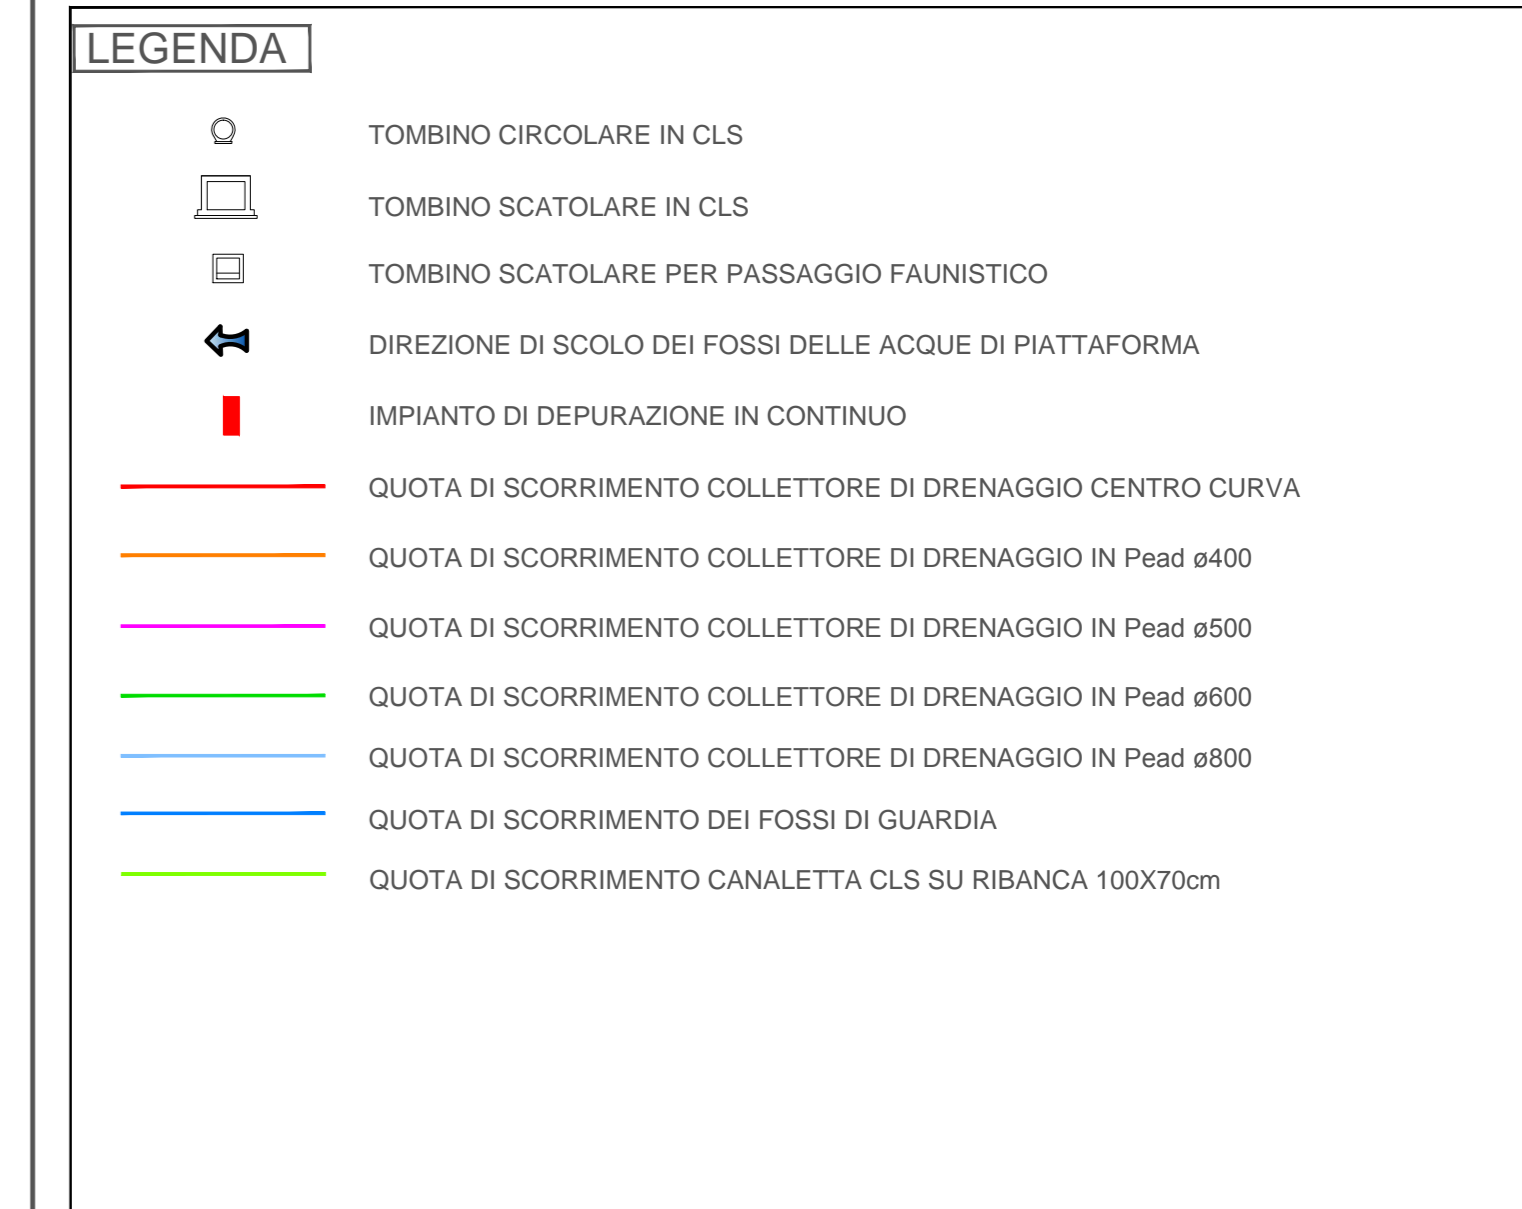 LEGENDA
TOMBINO CIRCOLARE IN CLS
TOMBINO SCATOLARE IN CLS
TOMBINO SCATOLARE PER PASSAGGIO FAUNISTICO
DIREZIONE DI SCOLO DEI FOSSI DELLE ACQUE DI PIATTAFORMA
IMPIANTO DI DEPURAZIONE IN CONTINUO
QUOTA DI SCORRIMENTO COLLETTORE DI DRENAGGIO CENTRO CURVA
QUOTA DI SCORRIMENTO COLLETTORE DI DRENAGGIO IN Pead ø400
QUOTA DI SCORRIMENTO COLLETTORE DI DRENAGGIO IN Pead ø500
QUOTA DI SCORRIMENTO COLLETTORE DI DRENAGGIO IN Pead ø600
QUOTA DI SCORRIMENTO COLLETTORE DI DRENAGGIO IN Pead ø800
QUOTA DI SCORRIMENTO DEI FOSSI DI GUARDIA
QUOTA DI SCORRIMENTO CANALETTA CLS SU RIBANCA 100X70cm